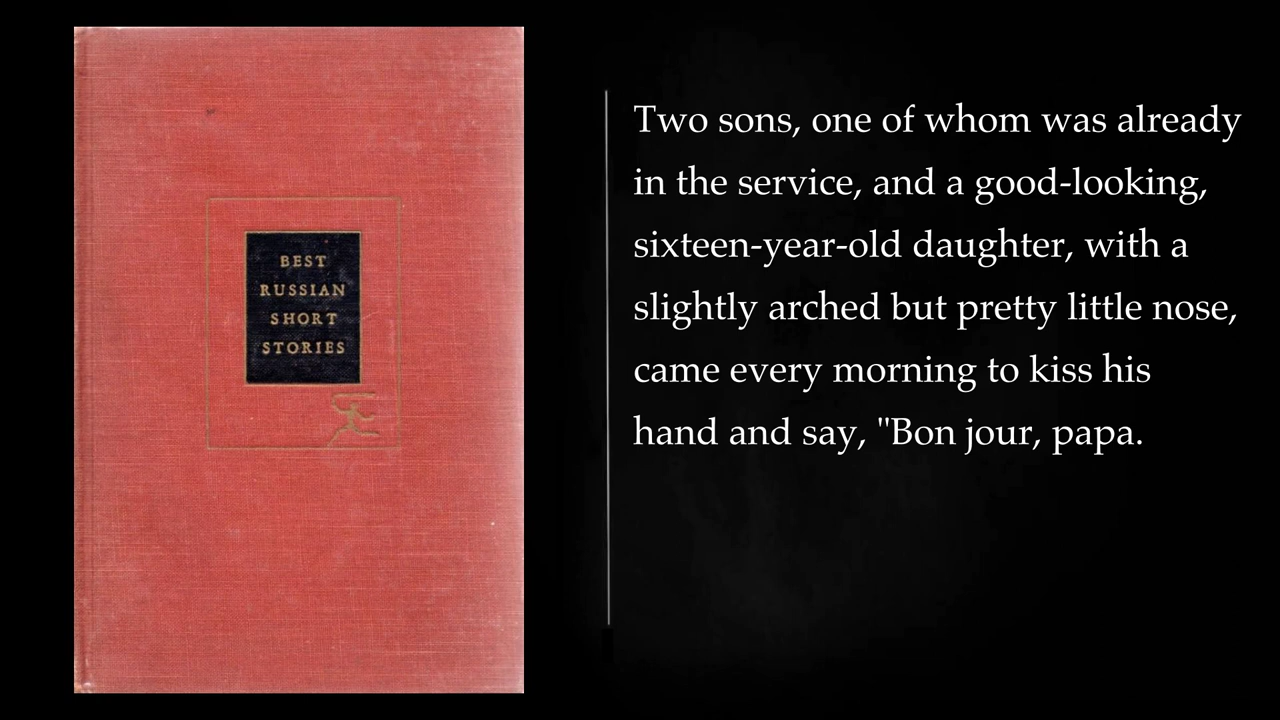 BEST
RUSSIAN
SHORT
STORIES
Two sons, one of whom was already
in the service, and a good-looking,
sixteen-year-old daughter, with a
slightly arched but pretty little nose,
came every morning to kiss his
hand and say, "Bon jour, papa.